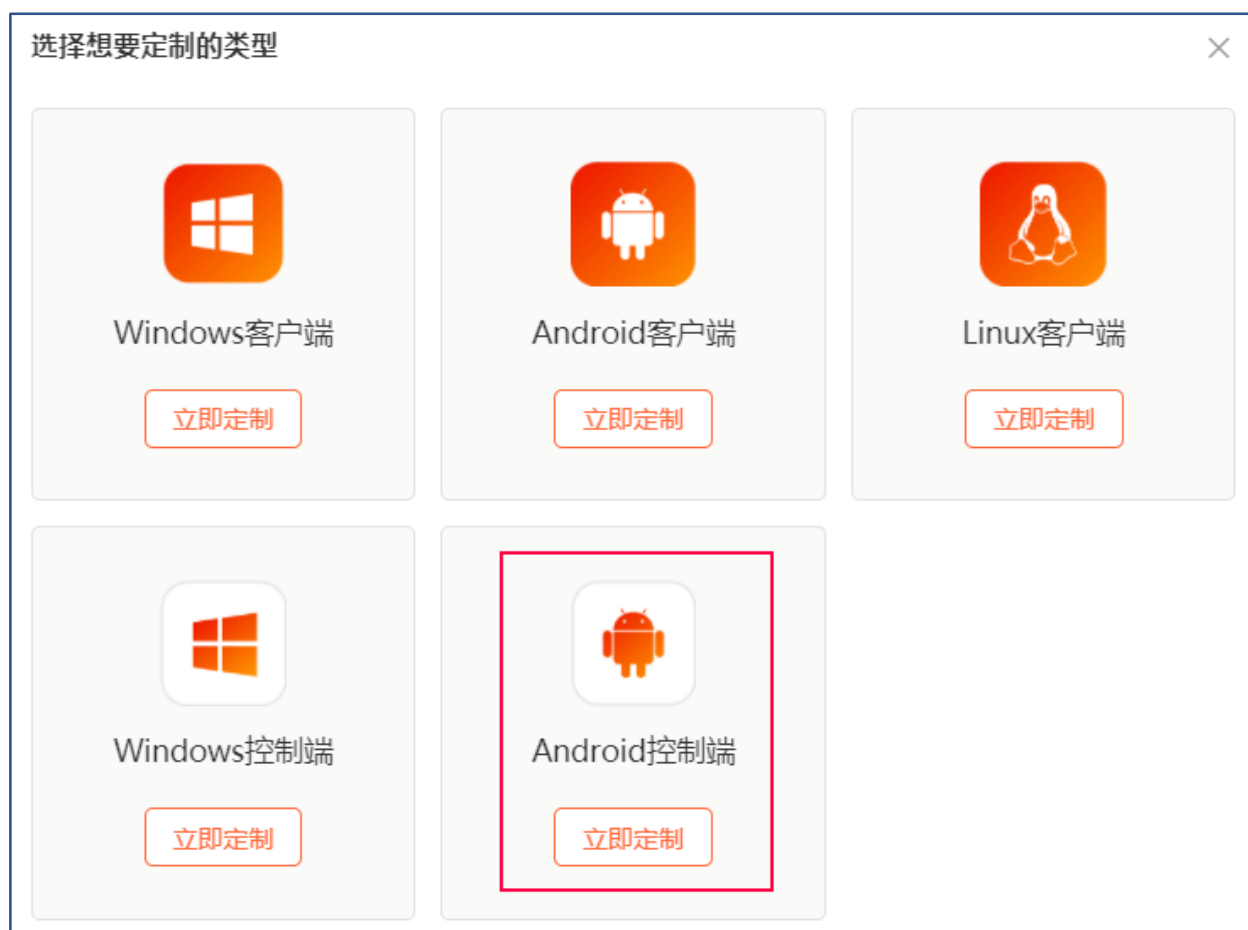 选择想要定制的类型
Windows客户端
Android客户端
Linux客户端
立即定制
立即定制
立即定制
Windows控制端
Android控制端
立即定制
立即定制